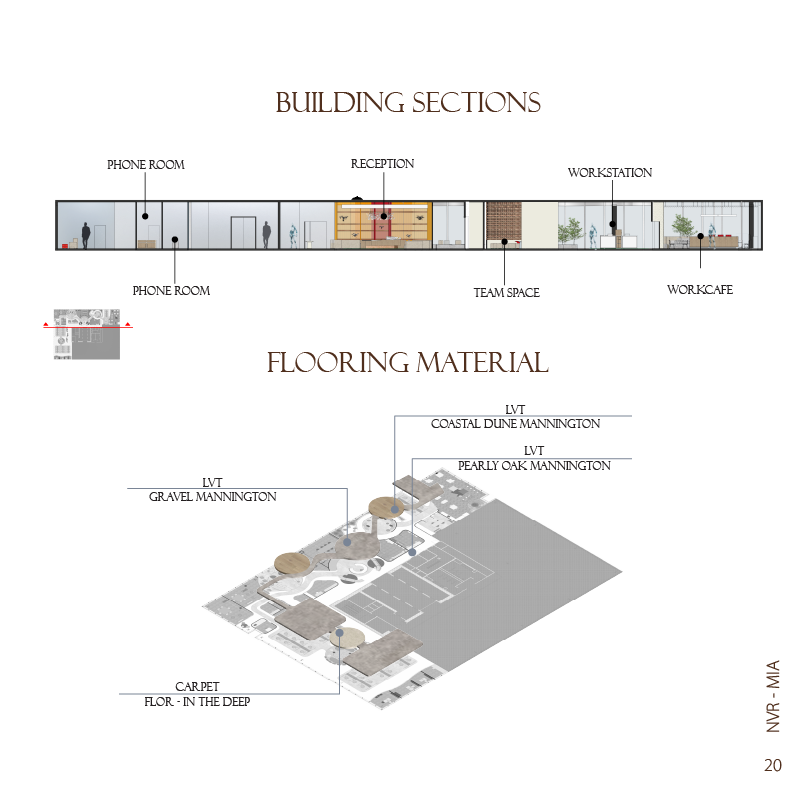 BUILDING SECTIONS
PHONE ROOM
RECEPTION
WORKSTATION
PHONE ROOM
TEAM SPACE
WORKCAFE
FLOORING MATERIAL
LVT
COASTAL DUNE MANNINGTON
LVT
PEARLY OAK MANNINGTON
LVT
GRAVEL MANNINGTON
CARPET
FLOR - IN THE DEEP
NVR - MIA
20